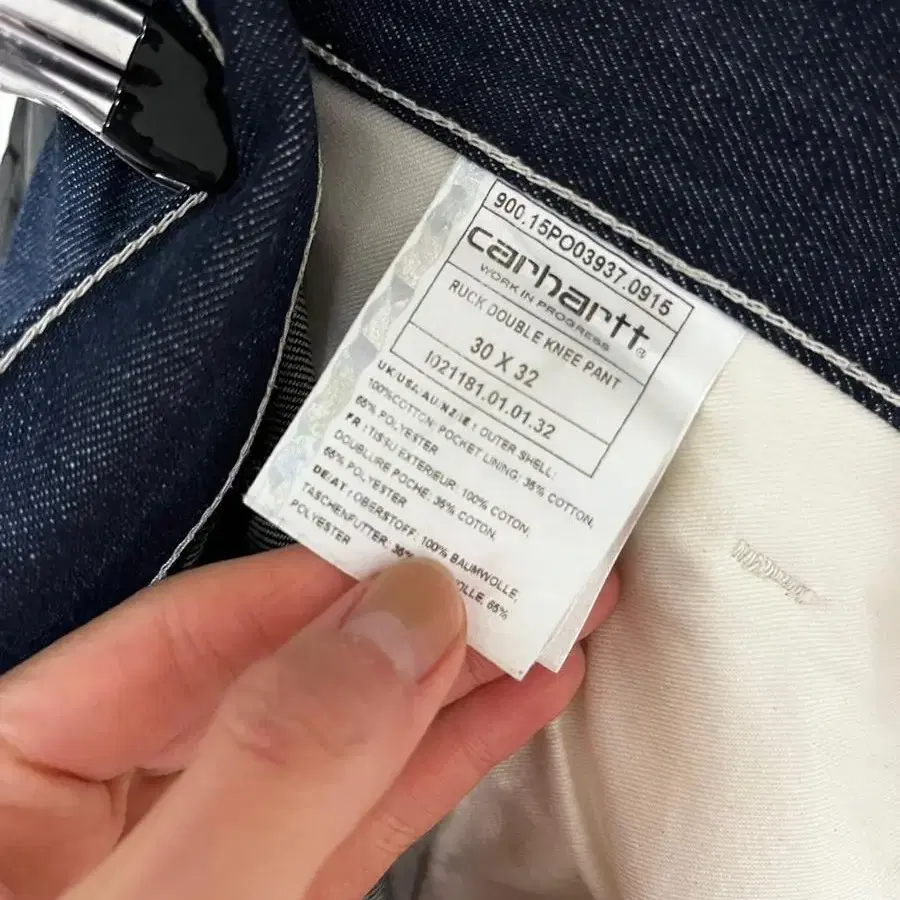 900.15PO03937.0915
carhartt®
WORK IN PROGRESS
RUCK DOUBLE KNEE PANT
30 X 32
I021181.01.01.32
UK/USA/AU/NZ/IE : OUTER SHELL:
100%COTTON, POCKET LINING: 35% COTTON,
65% POLYESTER
FR : TISSU EXTERIEUR: 100% COTON,
DOUBLURE POCHE: 35% COTON,
65% POLYESTER
DE/AT : OBERSTOFF: 100% BAUMWOLLE,
TASCHENFUTTER: 35% 65%
POLYESTER